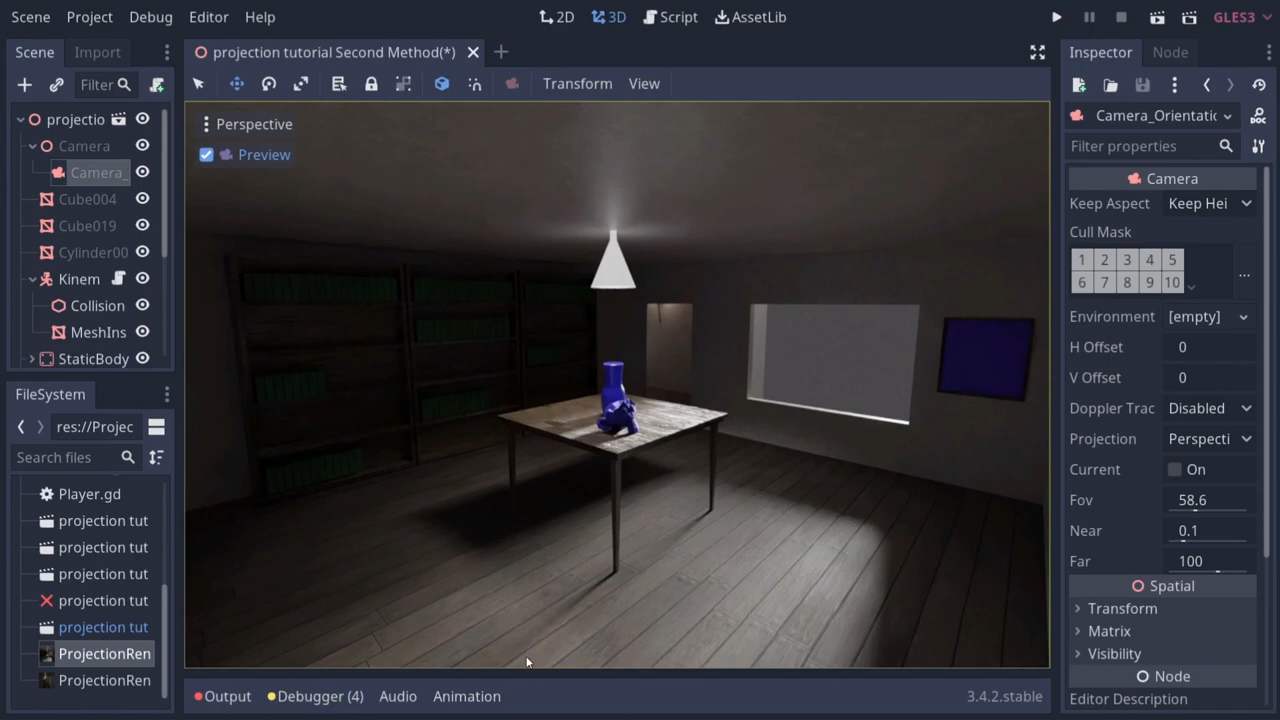 Scene Project Debug Editor Help 2D 3D Script AssetLib GLES3
Scene Import
Filter
projectio
Camera
Camera_
Cube004
Cube019
Cylinder00
Kinem
Collision
MeshIns
StaticBody
FileSystem
res://Projec
Search files
Player.gd
projection tut
projection tut
projection tut
projection tut
projection tut
ProjectionRen
ProjectionRen
projection tutorial Second Method(*)
Transform View
Perspective
Preview
Output Debugger (4) Audio Animation 3.4.2.stable
Inspector Node
Camera_Orientatic
Filter properties
Camera
Keep Aspect Keep Hei
Cull Mask
1 2 3 4 5
6 7 8 9 10
Environment [empty]
H Offset 0
V Offset 0
Doppler Trac Disabled
Projection Perspecti
Current On
Fov 58.6
Near 0.1
Far 100
Spatial
Transform
Matrix
Visibility
Node
Editor Description